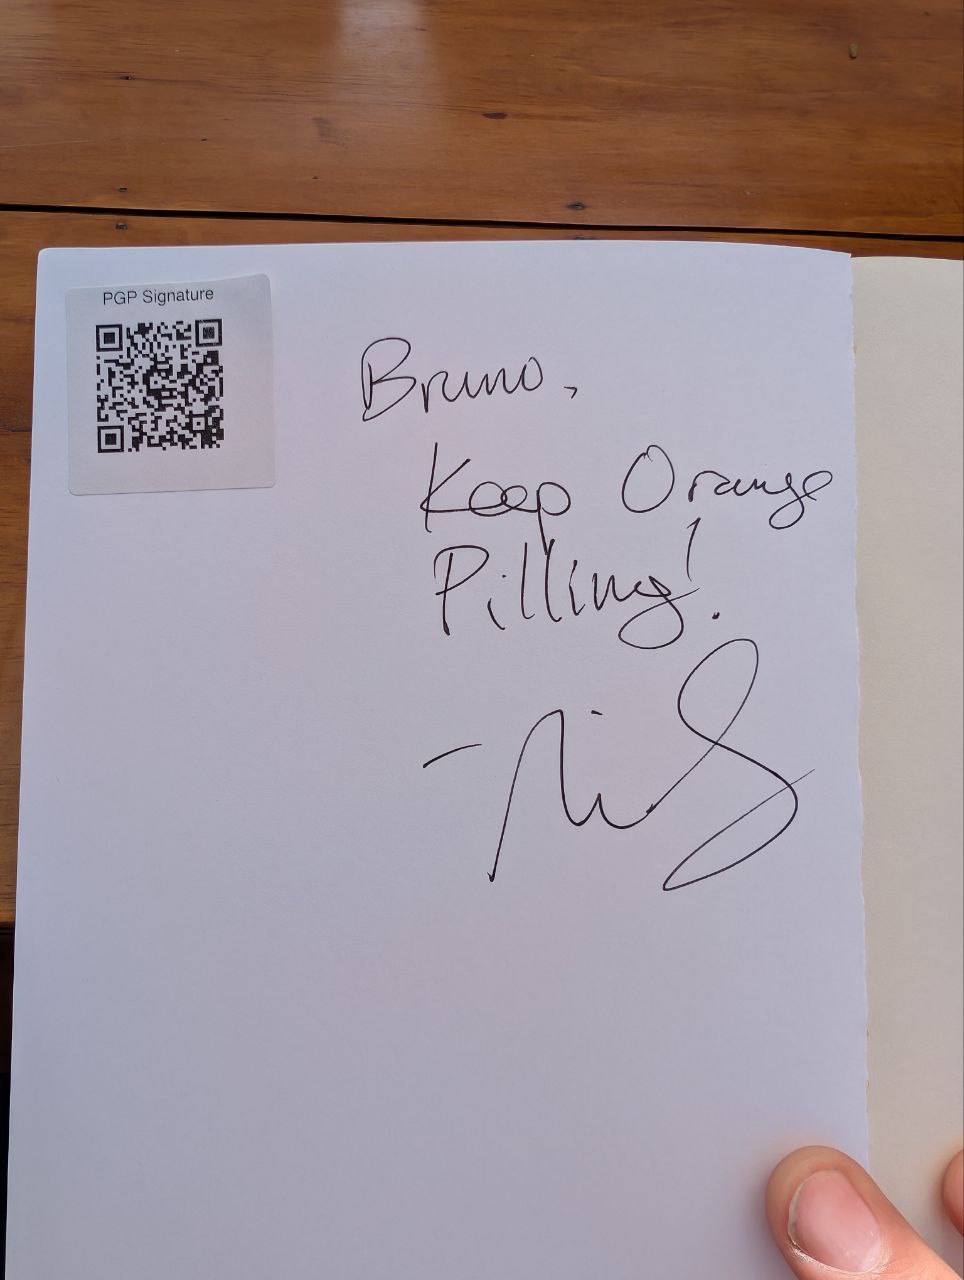 PGP Signature
Bruno,
Keep Orange
Pilling!